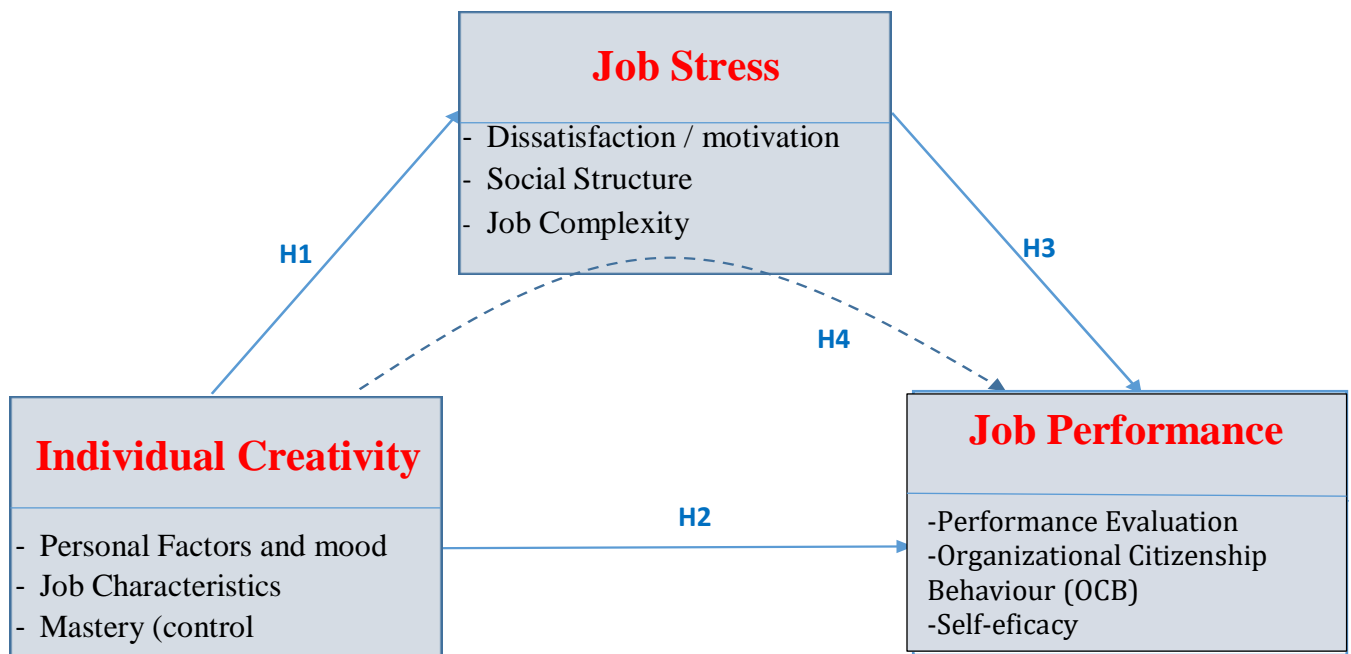 Job Stress
- Dissatisfaction / motivation
- Social Structure
- Job Complexity
H1
H3
H4
Individual Creativity
- Personal Factors and mood
- Job Characteristics
- Mastery (control
H2
Job Performance
-Performance Evaluation
-Organizational Citizenship
Behaviour (OCB)
-Self-eficacy